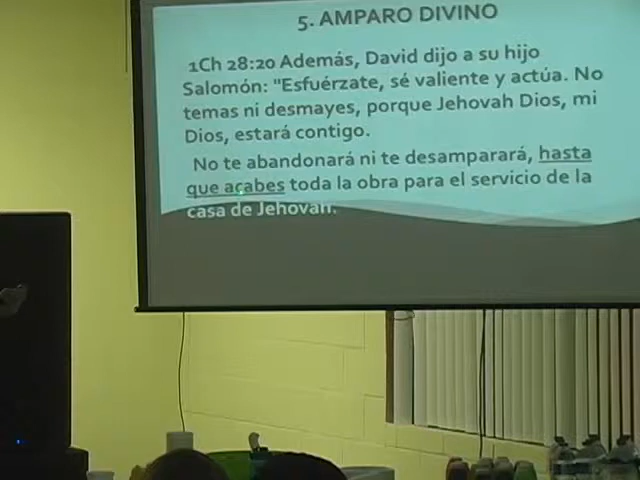 5. AMPARO DIVINO
1Ch 28:20 Además, David dijo a su hijo
Salomón: "Esfuérzate, sé valiente y actúa. No
temas ni desmayes, porque Jehovah Dios, mi
Dios, estará contigo.
No te abandonará ni te desamparará, hasta
que acabes toda la obra para el servicio de la
casa de Jehovah.